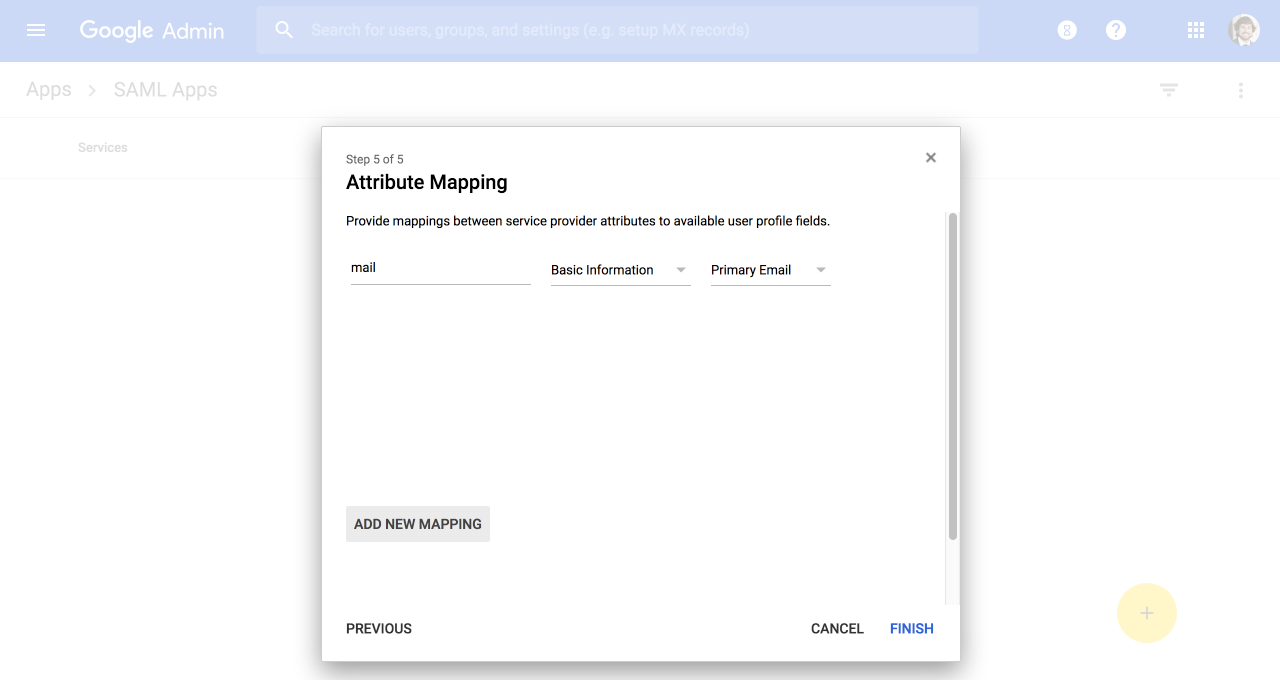 Google Admin
Search for users, groups, and settings (e.g. setup MX records)
Apps > SAML Apps
Services
Step 5 of 5
Attribute Mapping
Provide mappings between service provider attributes to available user profile fields.
mail Basic Information Primary Email
ADD NEW MAPPING
PREVIOUS CANCEL FINISH